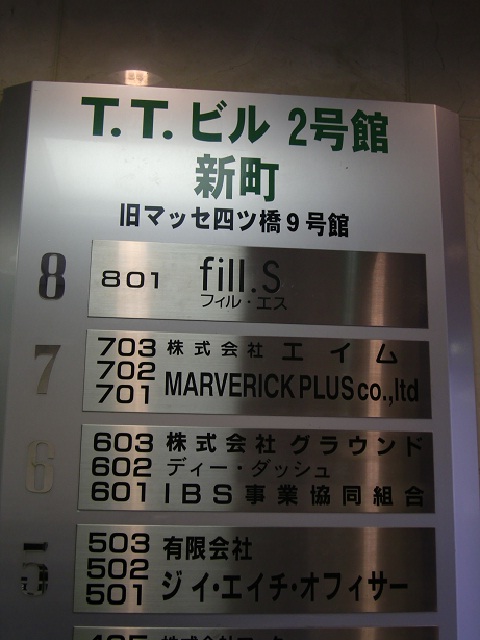 T.T.ビル 2号館
新町
旧マッセ四ツ橋9号館
8
801 fill.S
フィル・エス
7
703 株式会社 エイム
702
701 MARVERICK PLUS co.,ltd
6
603 株式会社 グラウンド
602 ディー・ダッシュ
601 IBS事業協同組合
5
503 有限会社
502
501 ジイ・エイチ・オフィサー